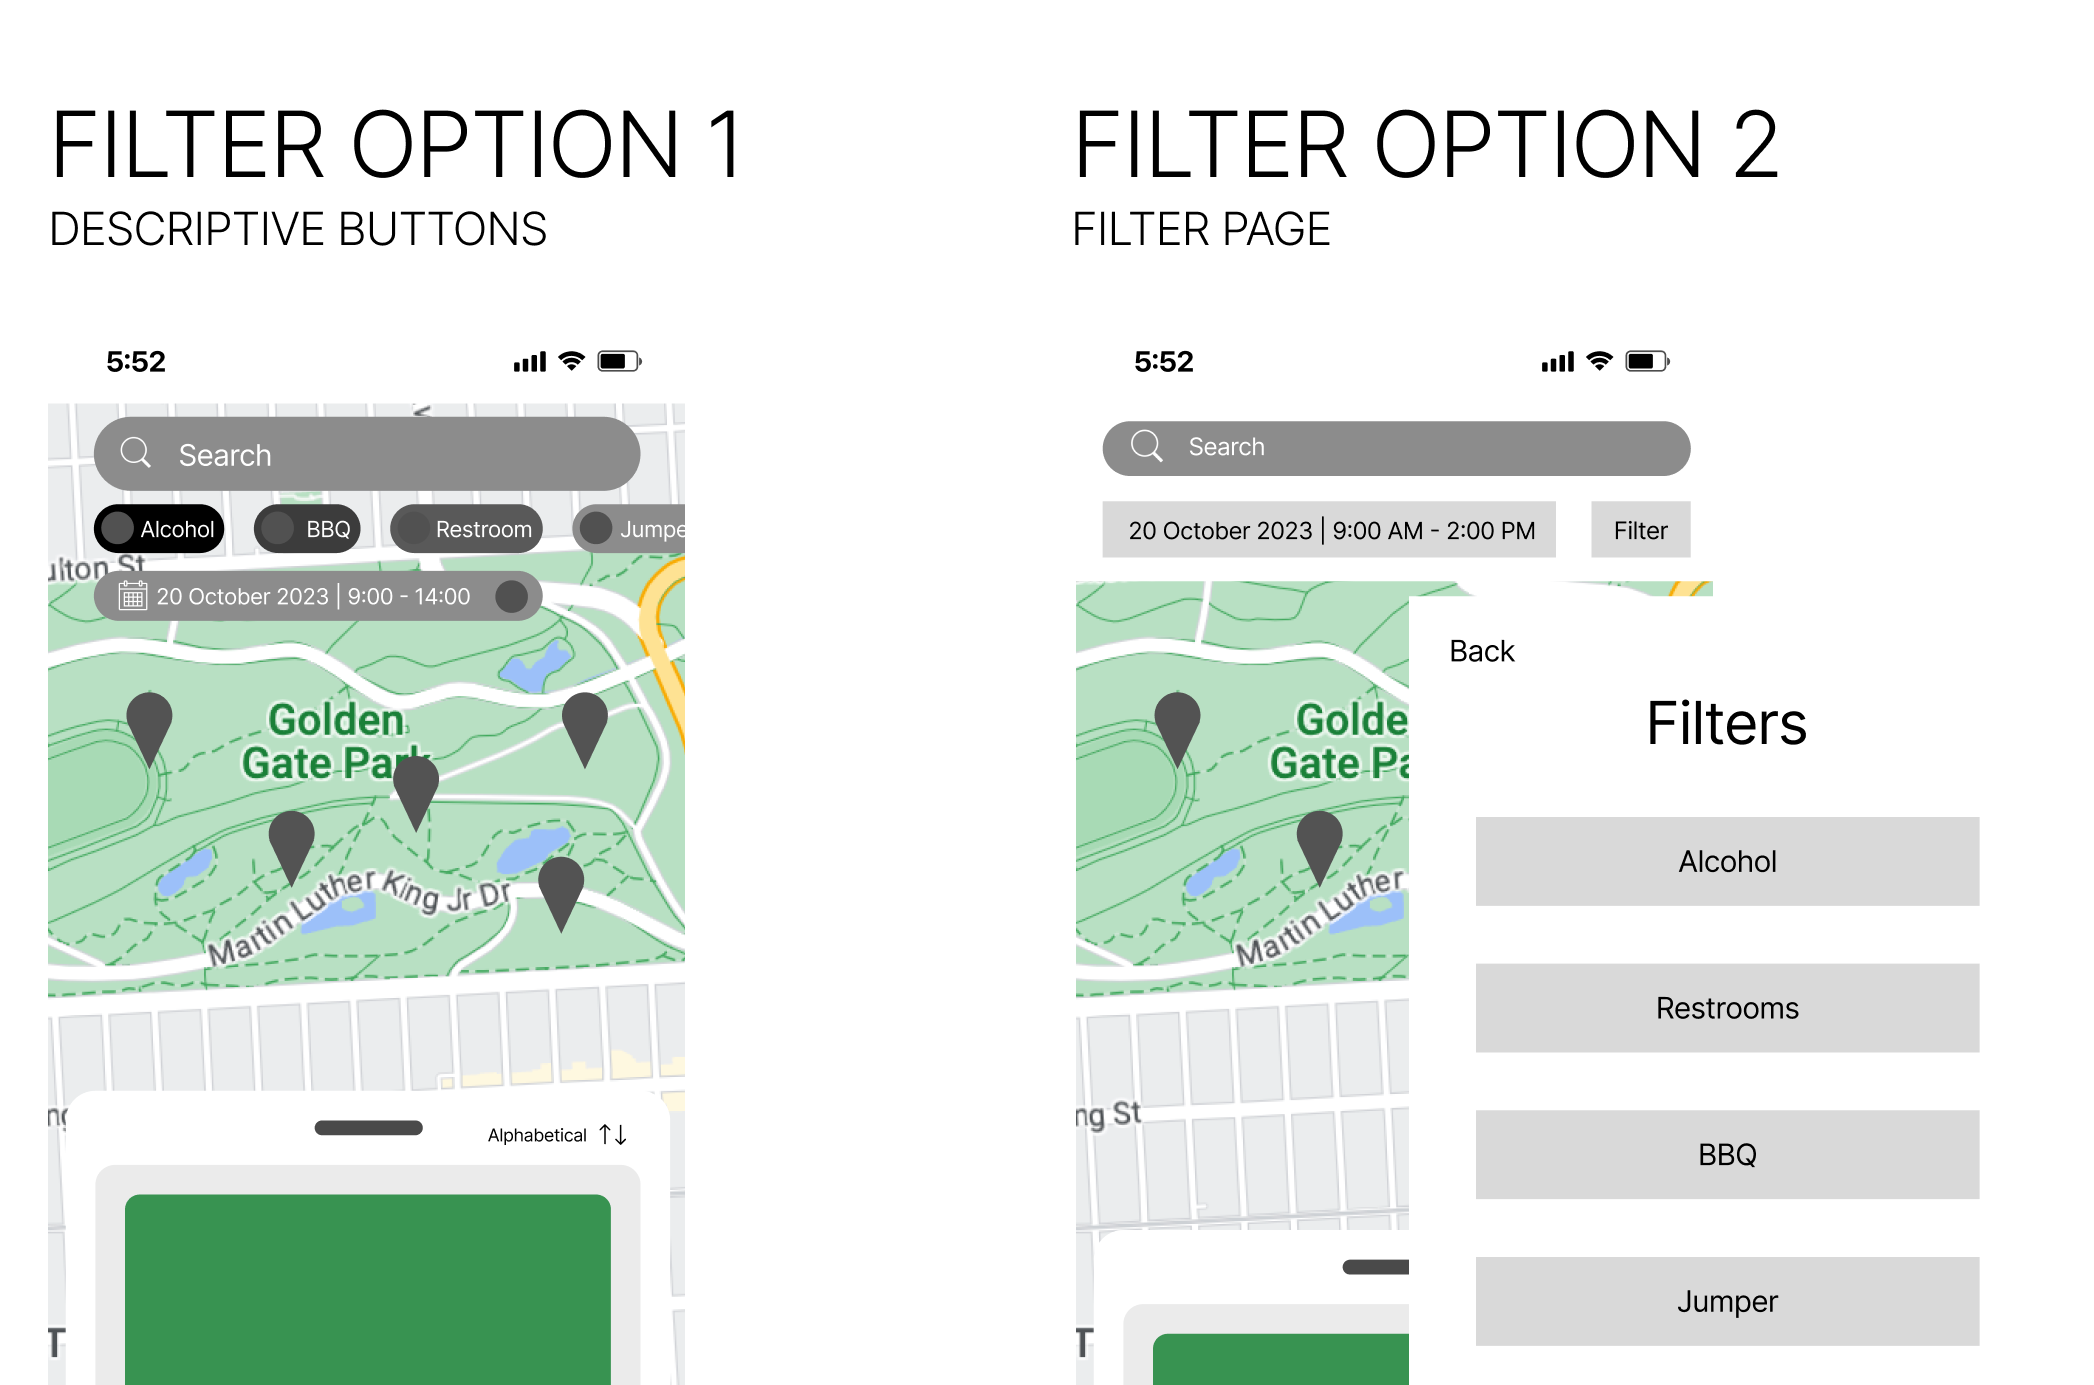 FILTER OPTION 1
DESCRIPTIVE BUTTONS
5:52
Search
Alcohol
BBQ
Restroom
Jumpe
ulton St
20 October 2023 | 9:00 - 14:00
Golden
Gate Park
Martin Luther King Jr Dr
Alphabetical ↑↓
T
FILTER OPTION 2
FILTER PAGE
5:52
Search
20 October 2023 | 9:00 AM - 2:00 PM
Filter
Golde
Gate Pa
Martin Luther
ng St
T
Back
Filters
Alcohol
Restrooms
BBQ
Jumper